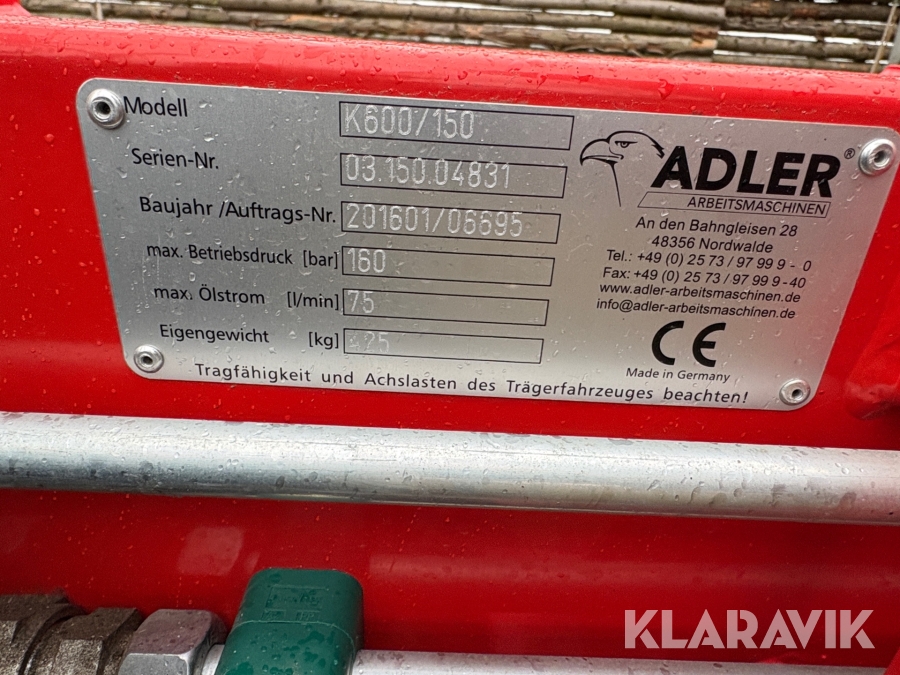 Modell K600/150
Serien-Nr. 03.150.04831
Baujahr /Auftrags-Nr. 201601/06695
max. Betriebsdruck [bar] 160
max. Ölstrom [l/min] 75
Eigengewicht [kg]
Tragfähigkeit und Achslasten des Trägerfahrzeuges beachten!
ADLER®
ARBEITSMASCHINEN
An den Bahngleisen 28
48356 Nordwalde
Tel.: +49 (0) 25 73 / 97 99 9 - 0
Fax: +49 (0) 25 73 / 97 99 9 -40
www.adler-arbeitsmaschinen.de
info@adler-arbeitsmaschinen.de
CE
Made in Germany
KLARAVIK